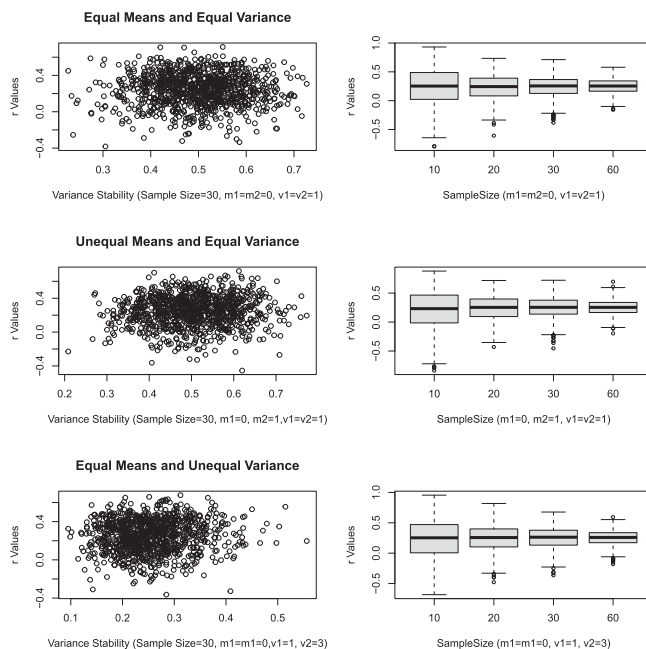 Equal Means and Equal Variance
r Values
0.4
0.0
−0.4
0.3 0.4 0.5 0.6 0.7
Variance Stability (Sample Size=30, m1=m2=0, v1=v2=1)
r Values
1.0
0.5
0.0
−0.5
10 20 30 60
SampleSize (m1=m2=0, v1=v2=1)
Unequal Means and Equal Variance
r Values
0.4
0.0
−0.4
0.2 0.3 0.4 0.5 0.6 0.7
Variance Stability (Sample Size=30, m1=0, m2=1,v1=v2=1)
r Values
0.5
0.0
−0.5
10 20 30 60
SampleSize (m1=0, m2=1, v1=v2=1)
Equal Means and Unequal Variance
r Values
0.4
0.0
−0.4
0.1 0.2 0.3 0.4 0.5
Variance Stability (Sample Size=30, m1=m1=0,v1=1, v2=3)
r Values
1.0
0.5
0.0
−0.5
10 20 30 60
SampleSize (m1=m1=0, v1=1, v2=3)